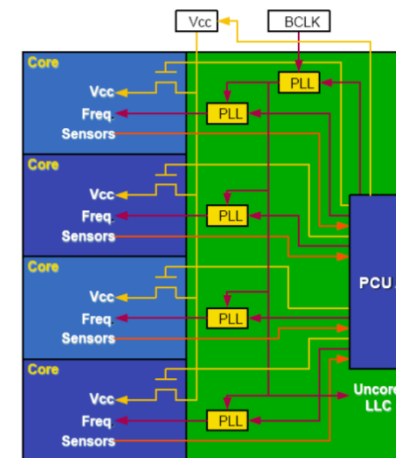 Vcc BCLK
Core
Vcc
PLL
Freq.
PLL
Sensors
Core
Vcc
Freq.
PLL
Sensors
PCU
Core
Vcc
Freq.
PLL
Sensors
Core
Uncore
LLC
Vcc
Freq.
PLL
Sensors